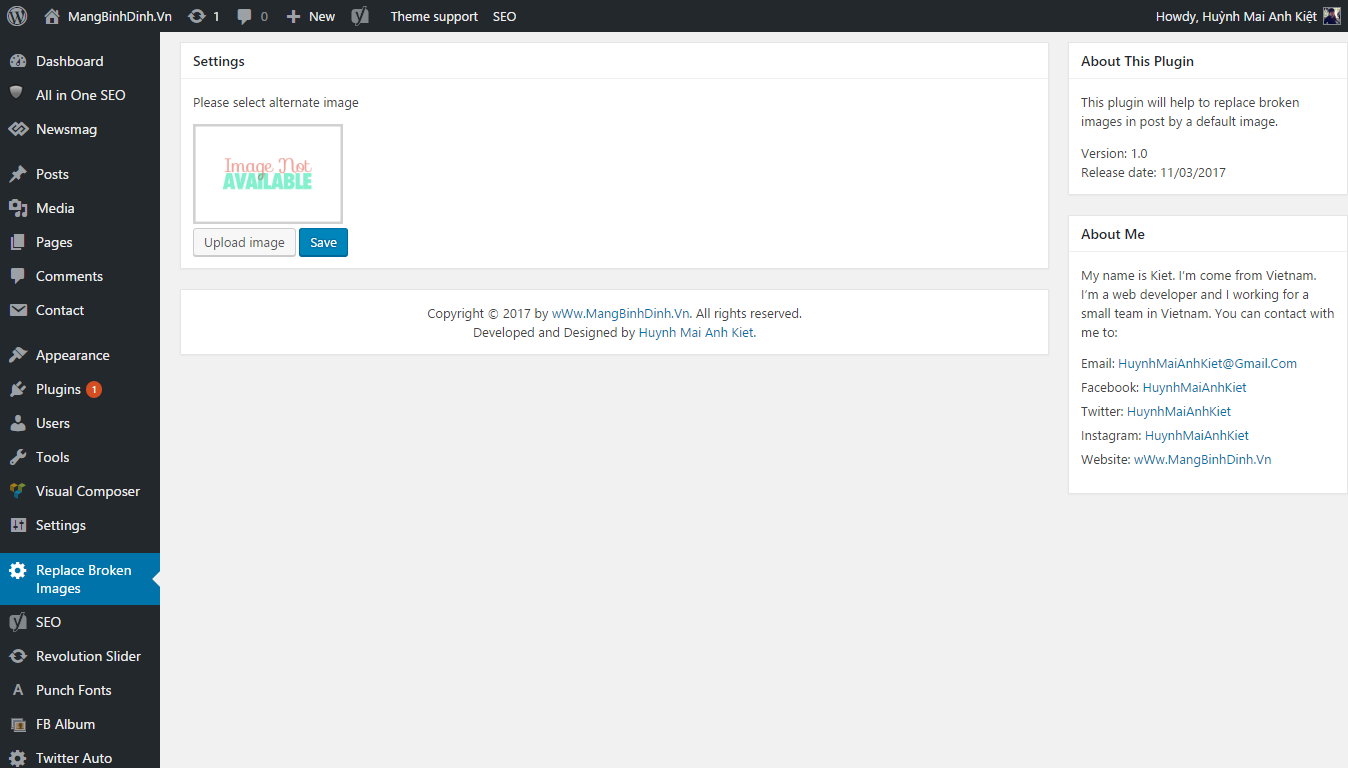 MangBinhDinh.Vn 1 0 New Theme support SEO Howdy, Huỳnh Mai Anh Kiệt
Dashboard
All in One SEO
Newsmag
Posts
Media
Pages
Comments
Contact
Appearance
Plugins 1
Users
Tools
Visual Composer
Settings
Replace Broken
Images
SEO
Revolution Slider
A Punch Fonts
FB Album
Twitter Auto
Settings
Please select alternate image
Image Not
AVAILABLE
Upload image Save
Copyright © 2017 by wWw.MangBinhDinh.Vn. All rights reserved.
Developed and Designed by Huynh Mai Anh Kiet.
About This Plugin
This plugin will help to replace broken
images in post by a default image.
Version: 1.0
Release date: 11/03/2017
About Me
My name is Kiet. I'm come from Vietnam.
I'm a web developer and I working for a
small team in Vietnam. You can contact with
me to:
Email: HuynhMaiAnhKiet@Gmail.Com
Facebook: HuynhMaiAnhKiet
Twitter: HuynhMaiAnhKiet
Instagram: HuynhMaiAnhKiet
Website: wWw.MangBinhDinh.Vn